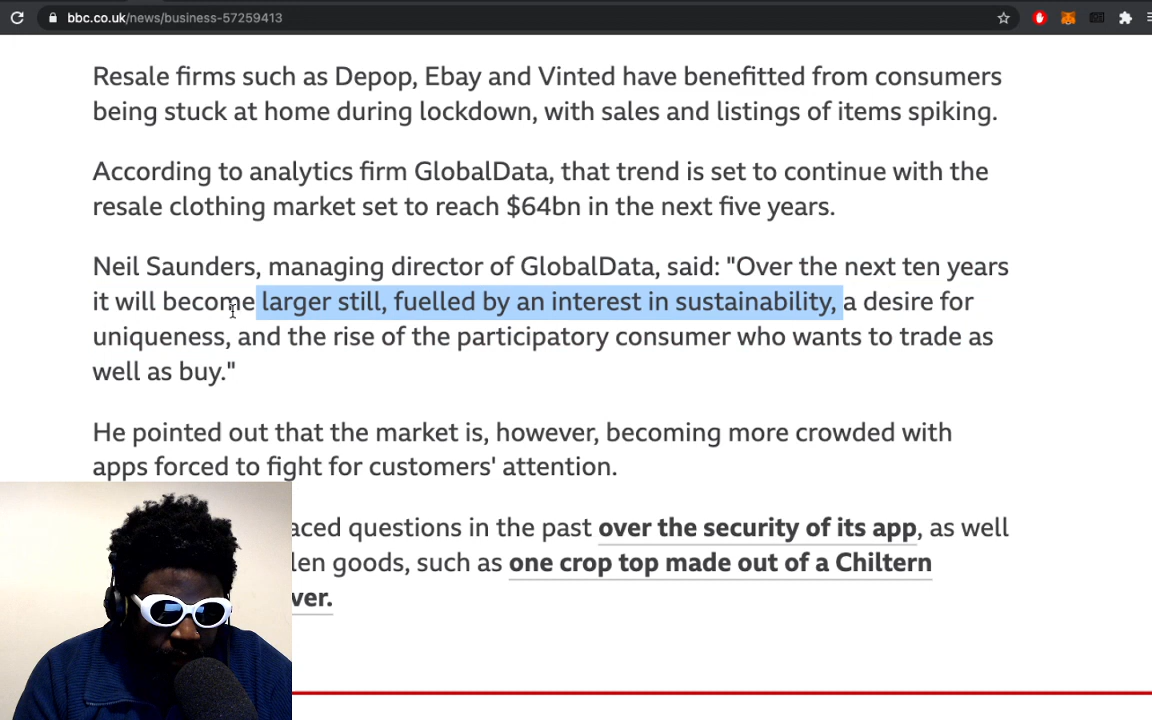 bbc.co.uk/news/business-57259413
Resale firms such as Depop, Ebay and Vinted have benefitted from consumers
being stuck at home during lockdown, with sales and listings of items spiking.
According to analytics firm GlobalData, that trend is set to continue with the
resale clothing market set to reach $64bn in the next five years.
Neil Saunders, managing director of GlobalData, said: "Over the next ten years
it will become larger still, fuelled by an interest in sustainability, a desire for
uniqueness, and the rise of the participatory consumer who wants to trade as
well as buy."
He pointed out that the market is, however, becoming more crowded with
apps forced to fight for customers' attention.
aced questions in the past over the security of its app, as well
len goods, such as one crop top made out of a Chiltern
ver.